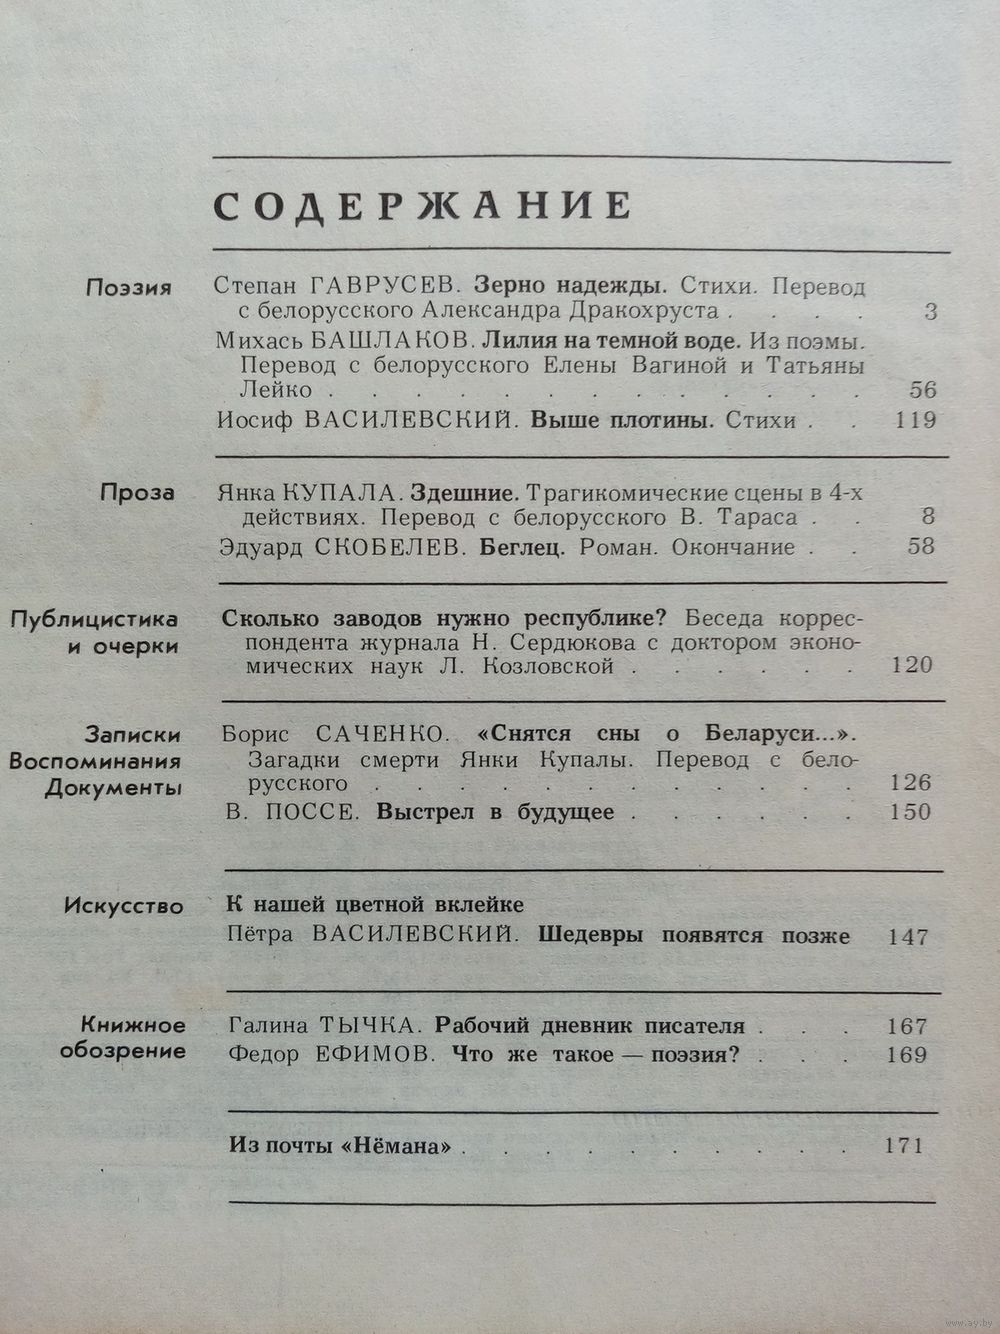 СОДЕРЖАНИЕ
Поэзия
Степан ГАВРУСЕВ. Зерно надежды. Стихи. Перевод
с белорусского Александра Дракохруста . . . . 3
Михась БАШЛАКОВ. Лилия на темной воде. Из поэмы.
Перевод с белорусского Елены Вагиной и Татьяны
Лейко . . . . . . . . . . . . . 56
Иосиф ВАСИЛЕВСКИЙ. Выше плотины. Стихи . . 119
Проза
Янка КУПАЛА. Здешние. Трагикомические сцены в 4-х
действиях. Перевод с белорусского В. Тараса . . 8
Эдуард СКОБЕЛЕВ. Беглец. Роман. Окончание . . 58
Публицистика
и очерки
Сколько заводов нужно республике? Беседа коррес-
пондента журнала Н. Сердюкова с доктором эконо-
мических наук Л. Козловской . . . . . . 120
Записки
Воспоминания
Документы
Борис САЧЕНКО. «Снятся сны о Беларуси...».
Загадки смерти Янки Купалы. Перевод с бело-
русского . . . . . . . . . . . . 126
В. ПОССЕ. Выстрел в будущее . . . . . . 150
Искусство
К нашей цветной вклейке
Пётра ВАСИЛЕВСКИЙ. Шедевры появятся позже 147
Книжное
обозрение
Галина ТЫЧКА. Рабочий дневник писателя . . . 167
Федор ЕФИМОВ. Что же такое — поэзия? . . . 169
Из почты «Нёмана» . . . . . . . . . . 171
www.ay.by